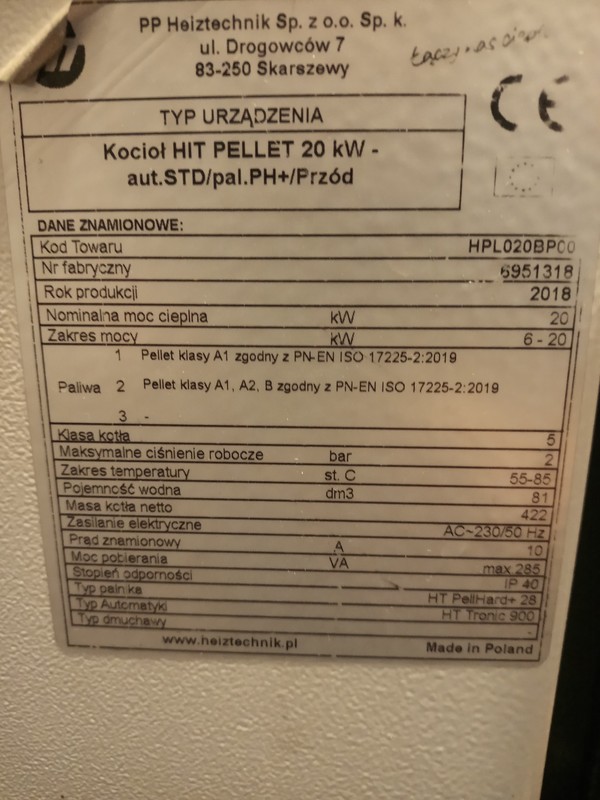 PP Heiztechnik Sp. z o.o. Sp. k.
ul. Drogowców 7
83-250 Skarszewy
Łączy nas ciepło
CE
TYP URZĄDZENIA
Kocioł HIT PELLET 20 kW -
aut.STD/pal.PH+/Przód
DANE ZNAMIONOWE:
Kod Towaru HPL020BP00
Nr fabryczny 6951318
Rok produkcji 2018
Nominalna moc cieplna kW 20
Zakres mocy kW 6 - 20
Paliwa
1 Pellet klasy A1 zgodny z PN-EN ISO 17225-2:2019
2 Pellet klasy A1, A2, B zgodny z PN-EN ISO 17225-2:2019
3 -
Klasa kotła 5
Maksymalne ciśnienie robocze bar 2
Zakres temperatury st. C 55-85
Pojemność wodna dm3 81
Masa kotła netto 422
Zasilanie elektryczne AC~230/50 Hz
Prąd znamionowy A 10
Moc pobierania VA max 285
Stopień odporności IP 40
Typ palnika HT PellHard+ 28
Typ Automatyki HT Tronic 900
Typ dmuchawy -
www.heiztechnik.pl Made in Poland